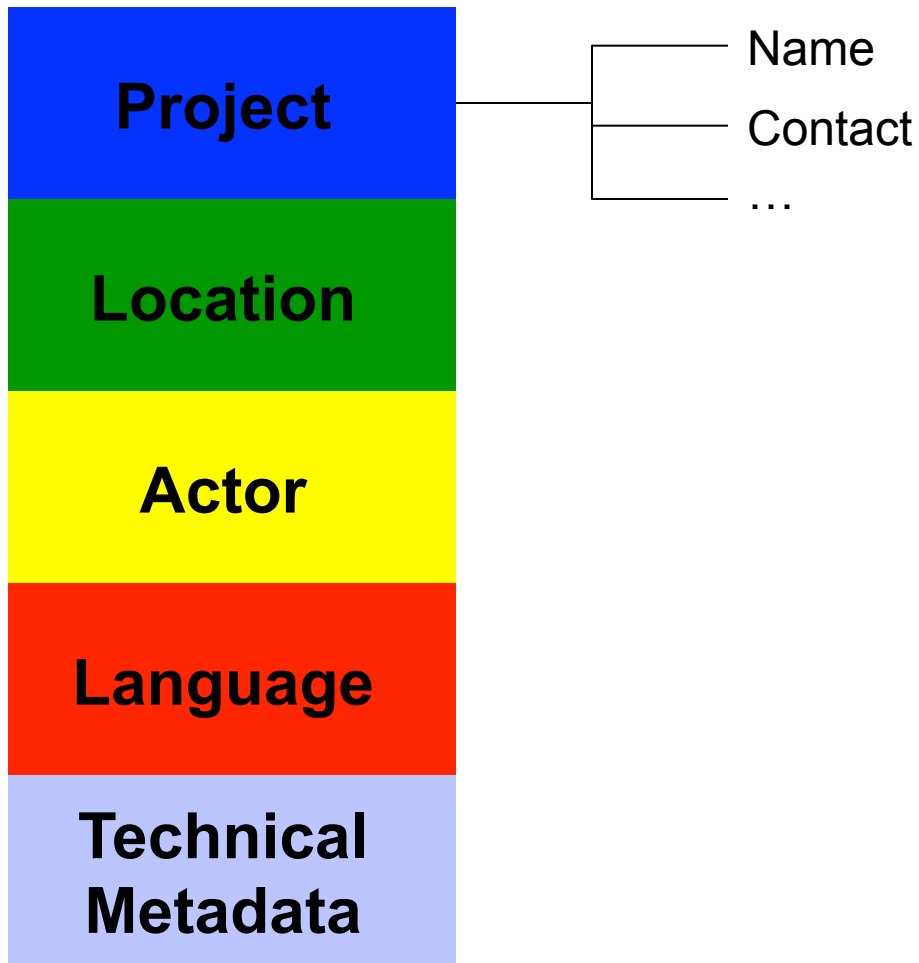 Project
Name
Contact
…
Location
Actor
Language
Technical
Metadata